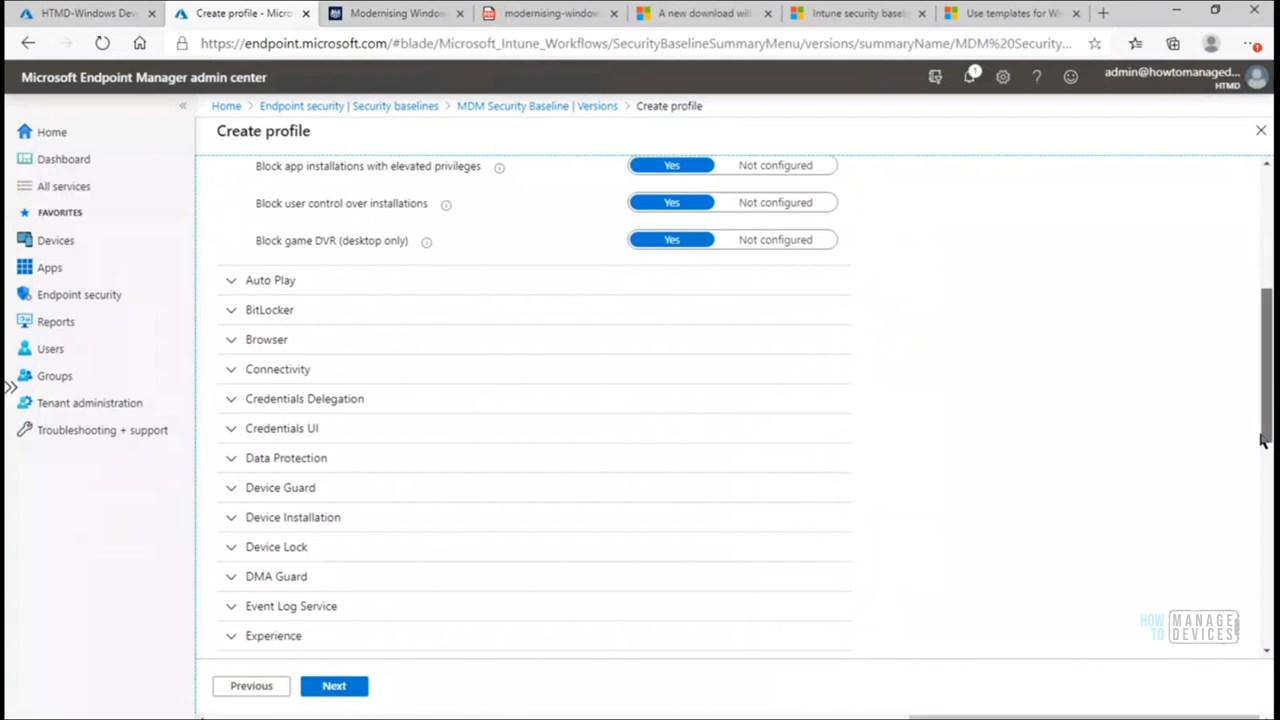 HTMD-Windows Dev
Create profile - Micro
Modernising Window
modernising-window
A new download will
Intune security basel
Use templates for Wi
https://endpoint.microsoft.com/#blade/Microsoft_Intune_Workflows/SecurityBaselineSummaryMenu/versions/summaryName/MDM%20Security...
Microsoft Endpoint Manager admin center
1
admin@howtomanaged...
HTMD
Home > Endpoint security | Security baselines > MDM Security Baseline | Versions > Create profile
Create profile
Home
Dashboard
All services
FAVORITES
Devices
Apps
Endpoint security
Reports
Users
Groups
Tenant administration
Troubleshooting + support
Block app installations with elevated privileges Yes Not configured
Block user control over installations Yes Not configured
Block game DVR (desktop only) Yes Not configured
Auto Play
BitLocker
Browser
Connectivity
Credentials Delegation
Credentials UI
Data Protection
Device Guard
Device Installation
Device Lock
DMA Guard
Event Log Service
Experience
HOW TO MANAGE DEVICES
Previous Next